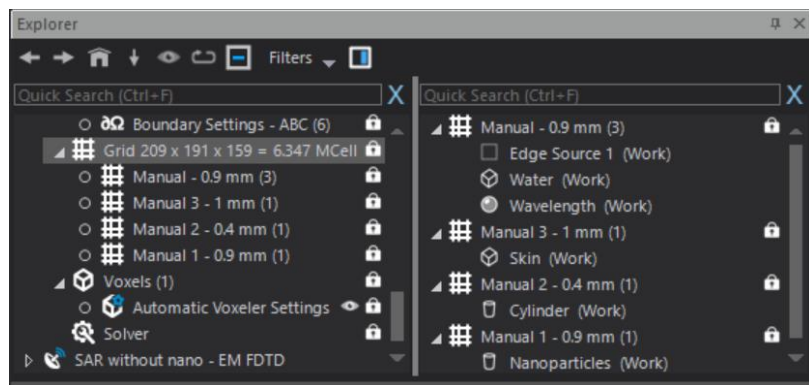 Explorer
Filters
Quick Search (Ctrl+F)
∂Ω Boundary Settings - ABC (6)
Grid 209 x 191 x 159 = 6.347 MCell
Manual - 0.9 mm (3)
Manual 3 - 1 mm (1)
Manual 2 - 0.4 mm (1)
Manual 1 - 0.9 mm (1)
Voxels (1)
Automatic Voxeler Settings
Solver
SAR without nano - EM FDTD
Quick Search (Ctrl+F)
Manual - 0.9 mm (3)
Edge Source 1 (Work)
Water (Work)
Wavelength (Work)
Manual 3 - 1 mm (1)
Skin (Work)
Manual 2 - 0.4 mm (1)
Cylinder (Work)
Manual 1 - 0.9 mm (1)
Nanoparticles (Work)